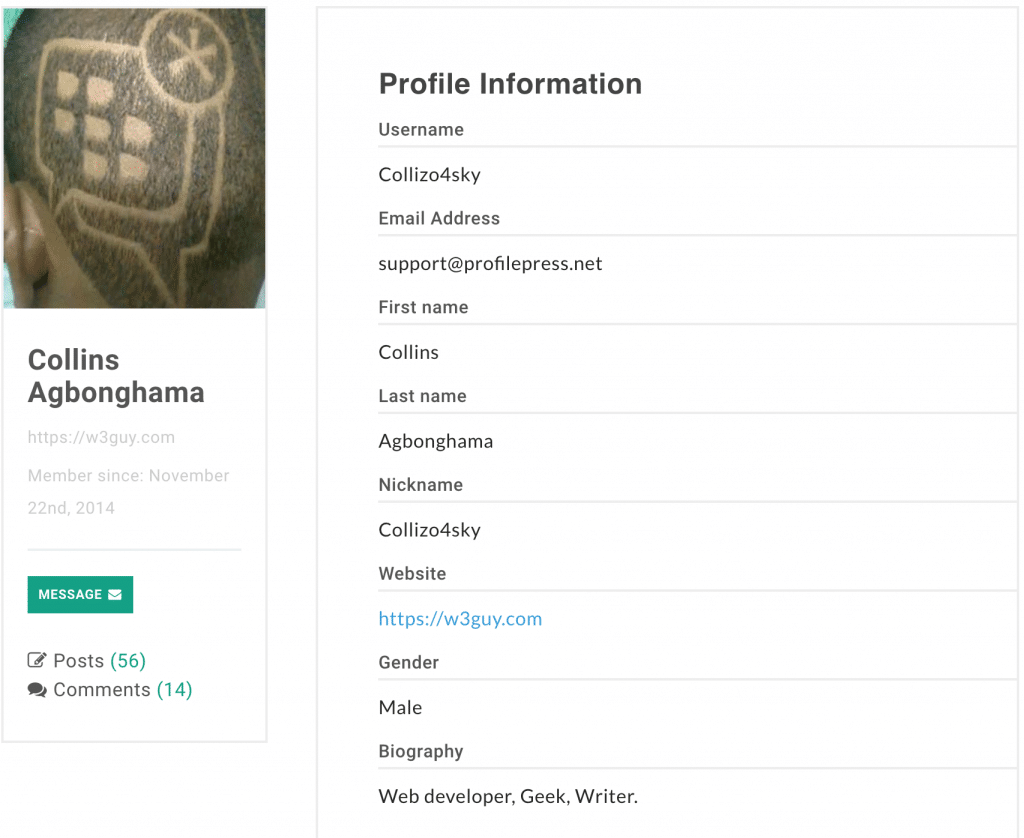 Collins
Agbonghama
https://w3guy.com
Member since: November
22nd, 2014
MESSAGE
Posts (56)
Comments (14)
Profile Information
Username
Collizo4sky
Email Address
support@profilepress.net
First name
Collins
Last name
Agbonghama
Nickname
Collizo4sky
Website
https://w3guy.com
Gender
Male
Biography
Web developer, Geek, Writer.